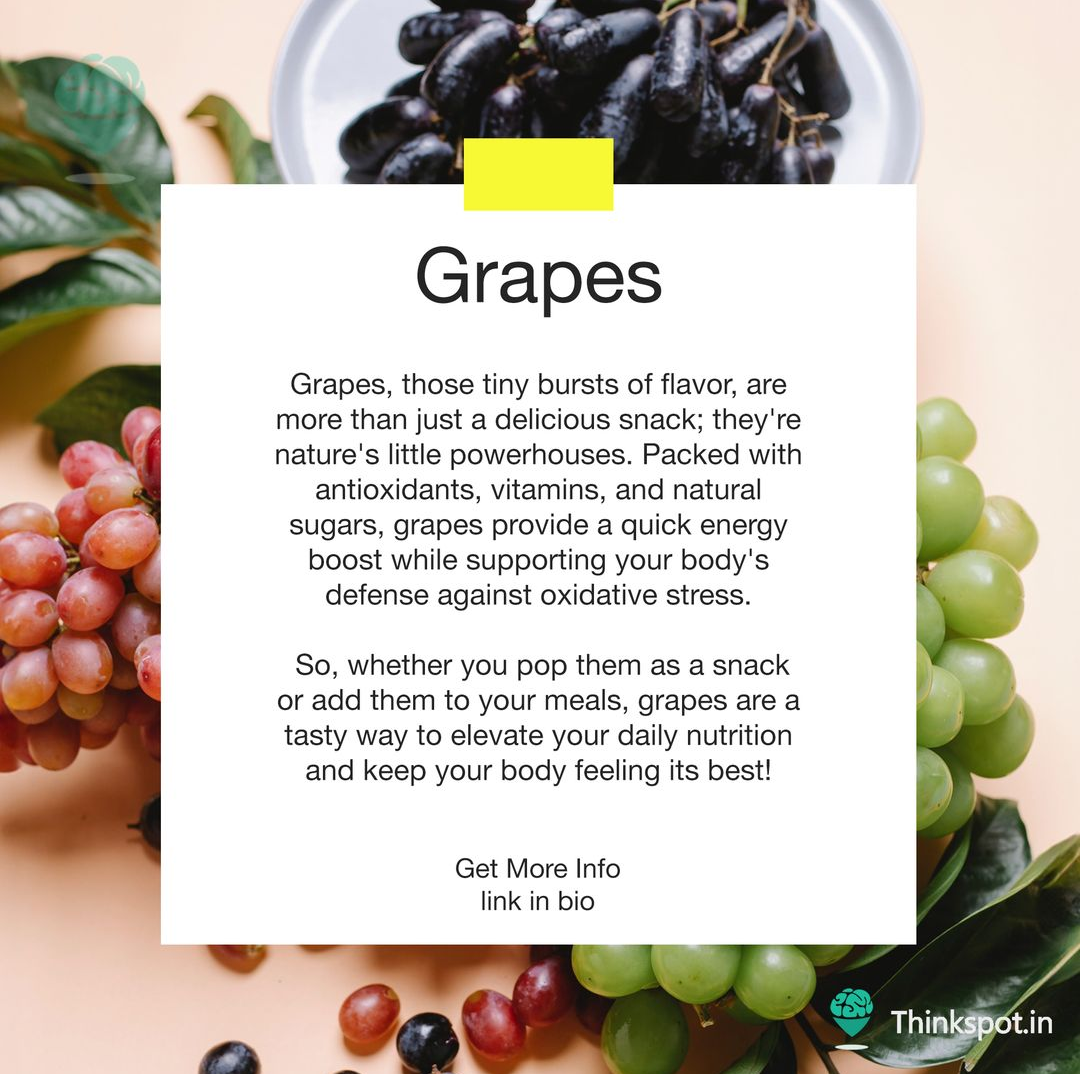 Grapes
Grapes, those tiny bursts of flavor, are
more than just a delicious snack; they're
nature's little powerhouses. Packed with
antioxidants, vitamins, and natural
sugars, grapes provide a quick energy
boost while supporting your body's
defense against oxidative stress.
So, whether you pop them as a snack
or add them to your meals, grapes are a
tasty way to elevate your daily nutrition
and keep your body feeling its best!
Get More Info
link in bio
Thinkspot.in